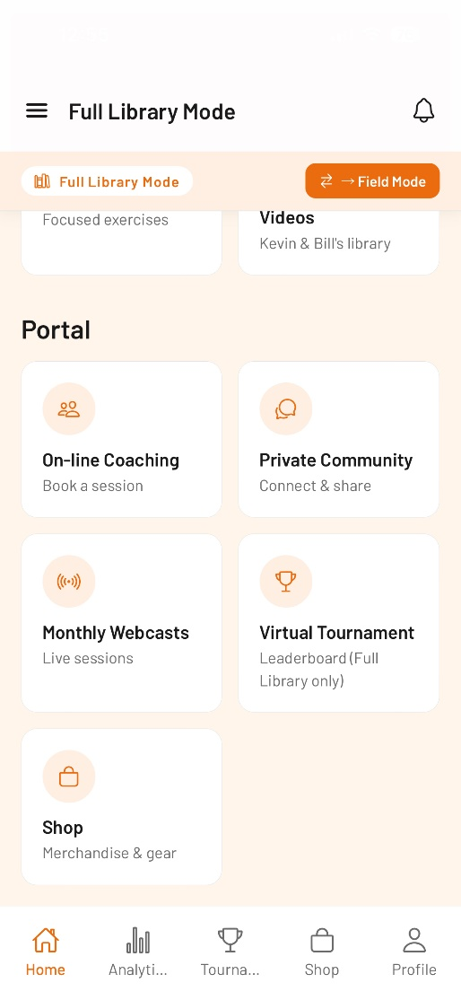 Full Library Mode
Full Library Mode
→ Field Mode
Focused exercises
Videos
Kevin & Bill's library
Portal
On-line Coaching
Book a session
Private Community
Connect & share
Monthly Webcasts
Live sessions
Virtual Tournament
Leaderboard (Full
Library only)
Shop
Merchandise & gear
Home
Analyti...
Tourna...
Shop
Profile